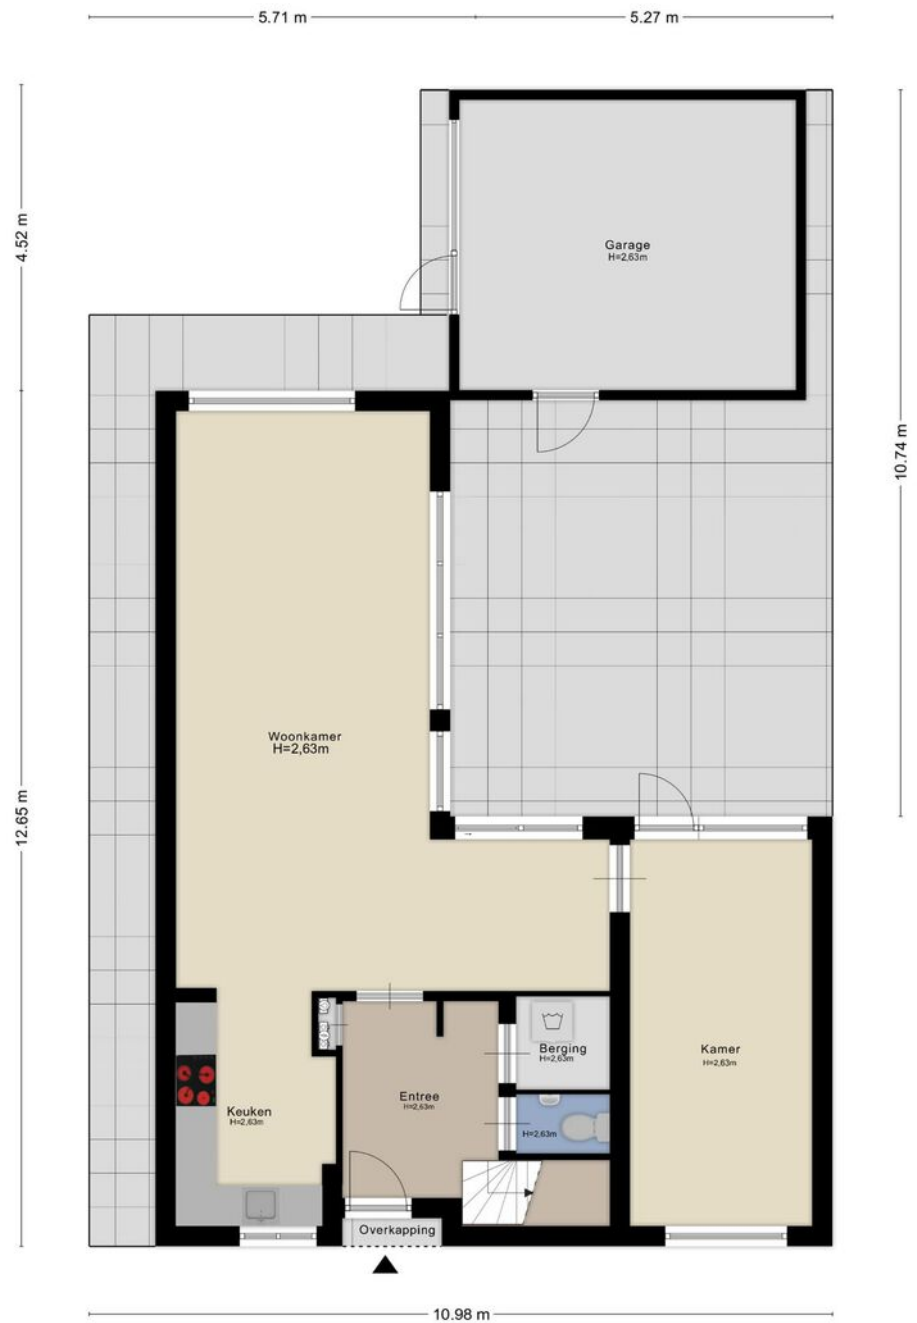 5.71 m
5.27 m
4.52 m
Garage
H=2,63m
10.74 m
Woonkamer
H=2,63m
12.65 m
Berging
H=2,63m
Kamer
H=2,63m
Entree
H=2,63m
Keuken
H=2,63m
H=2,63m
Overkapping
10.98 m